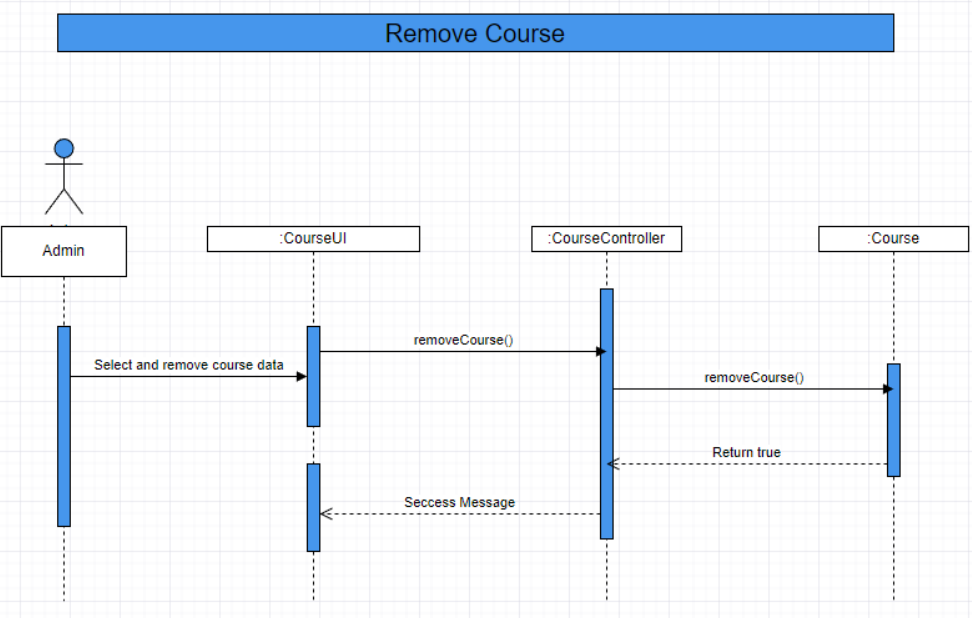 Remove Course
Admin
:CourseUI
:CourseController
:Course
removeCourse()
Select and remove course data
removeCourse()
Return true
Seccess Message